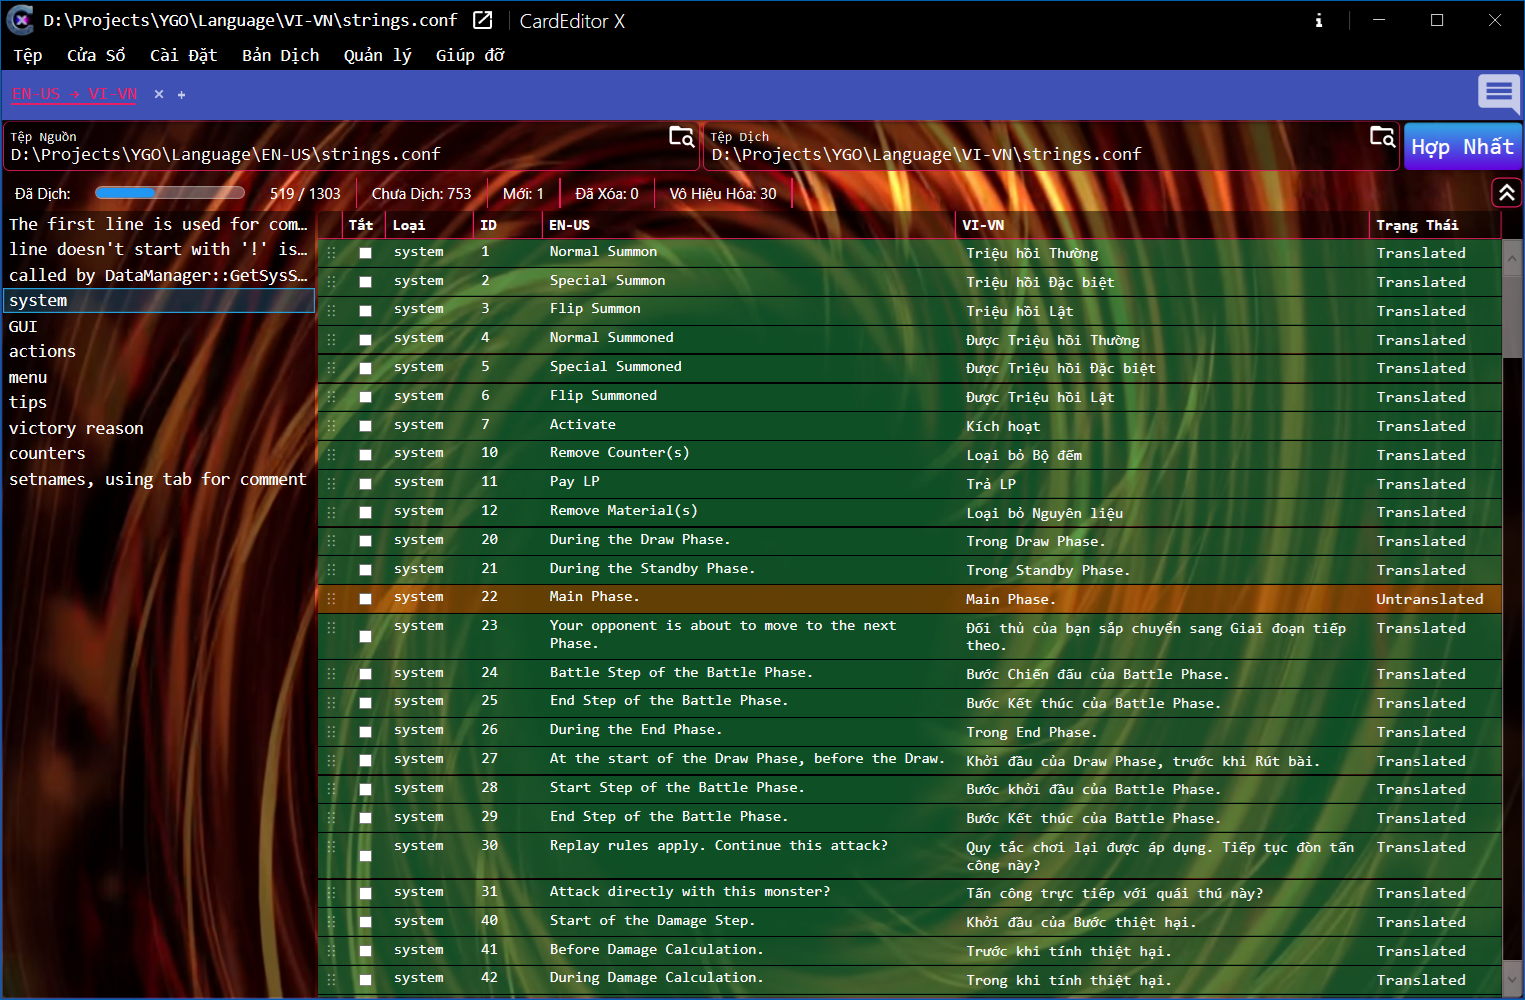 D:\Projects\YGO\Language\VI-VN\strings.conf CardEditor X
Tệp Cửa Sổ Cài Đặt Bản Dịch Quản lý Giúp đỡ
EN-US → VI-VN × +
Tệp Nguồn
D:\Projects\YGO\Language\EN-US\strings.conf
Tệp Dịch
D:\Projects\YGO\Language\VI-VN\strings.conf
Hợp Nhất
Đã Dịch: 519 / 1303 Chưa Dịch: 753 Mới: 1 Đã Xóa: 0 Vô Hiệu Hóa: 30
The first line is used for com…
line doesn't start with '!' is…
called by DataManager::GetSysS…
system
GUI
actions
menu
tips
victory reason
counters
setnames, using tab for comment
Tắt Loại ID EN-US VI-VN Trạng Thái
system 1 Normal Summon Triệu hồi Thường Translated
system 2 Special Summon Triệu hồi Đặc biệt Translated
system 3 Flip Summon Triệu hồi Lật Translated
system 4 Normal Summoned Được Triệu hồi Thường Translated
system 5 Special Summoned Được Triệu hồi Đặc biệt Translated
system 6 Flip Summoned Được Triệu hồi Lật Translated
system 7 Activate Kích hoạt Translated
system 10 Remove Counter(s) Loại bỏ Bộ đếm Translated
system 11 Pay LP Trả LP Translated
system 12 Remove Material(s) Loại bỏ Nguyên liệu Translated
system 20 During the Draw Phase. Trong Draw Phase. Translated
system 21 During the Standby Phase. Trong Standby Phase. Translated
system 22 Main Phase. Main Phase. Untranslated
system 23 Your opponent is about to move to the next Phase. Đối thủ của bạn sắp chuyển sang Giai đoạn tiếp theo. Translated
system 24 Battle Step of the Battle Phase. Bước Chiến đấu của Battle Phase. Translated
system 25 End Step of the Battle Phase. Bước Kết thúc của Battle Phase. Translated
system 26 During the End Phase. Trong End Phase. Translated
system 27 At the start of the Draw Phase, before the Draw. Khởi đầu của Draw Phase, trước khi Rút bài. Translated
system 28 Start Step of the Battle Phase. Bước khởi đầu của Battle Phase. Translated
system 29 End Step of the Battle Phase. Bước Kết thúc của Battle Phase. Translated
system 30 Replay rules apply. Continue this attack? Quy tắc chơi lại được áp dụng. Tiếp tục đòn tấn công này? Translated
system 31 Attack directly with this monster? Tấn công trực tiếp với quái thú này? Translated
system 40 Start of the Damage Step. Khởi đầu của Bước thiệt hại. Translated
system 41 Before Damage Calculation. Trước khi tính thiệt hại. Translated
system 42 During Damage Calculation. Trong khi tính thiệt hại. Translated